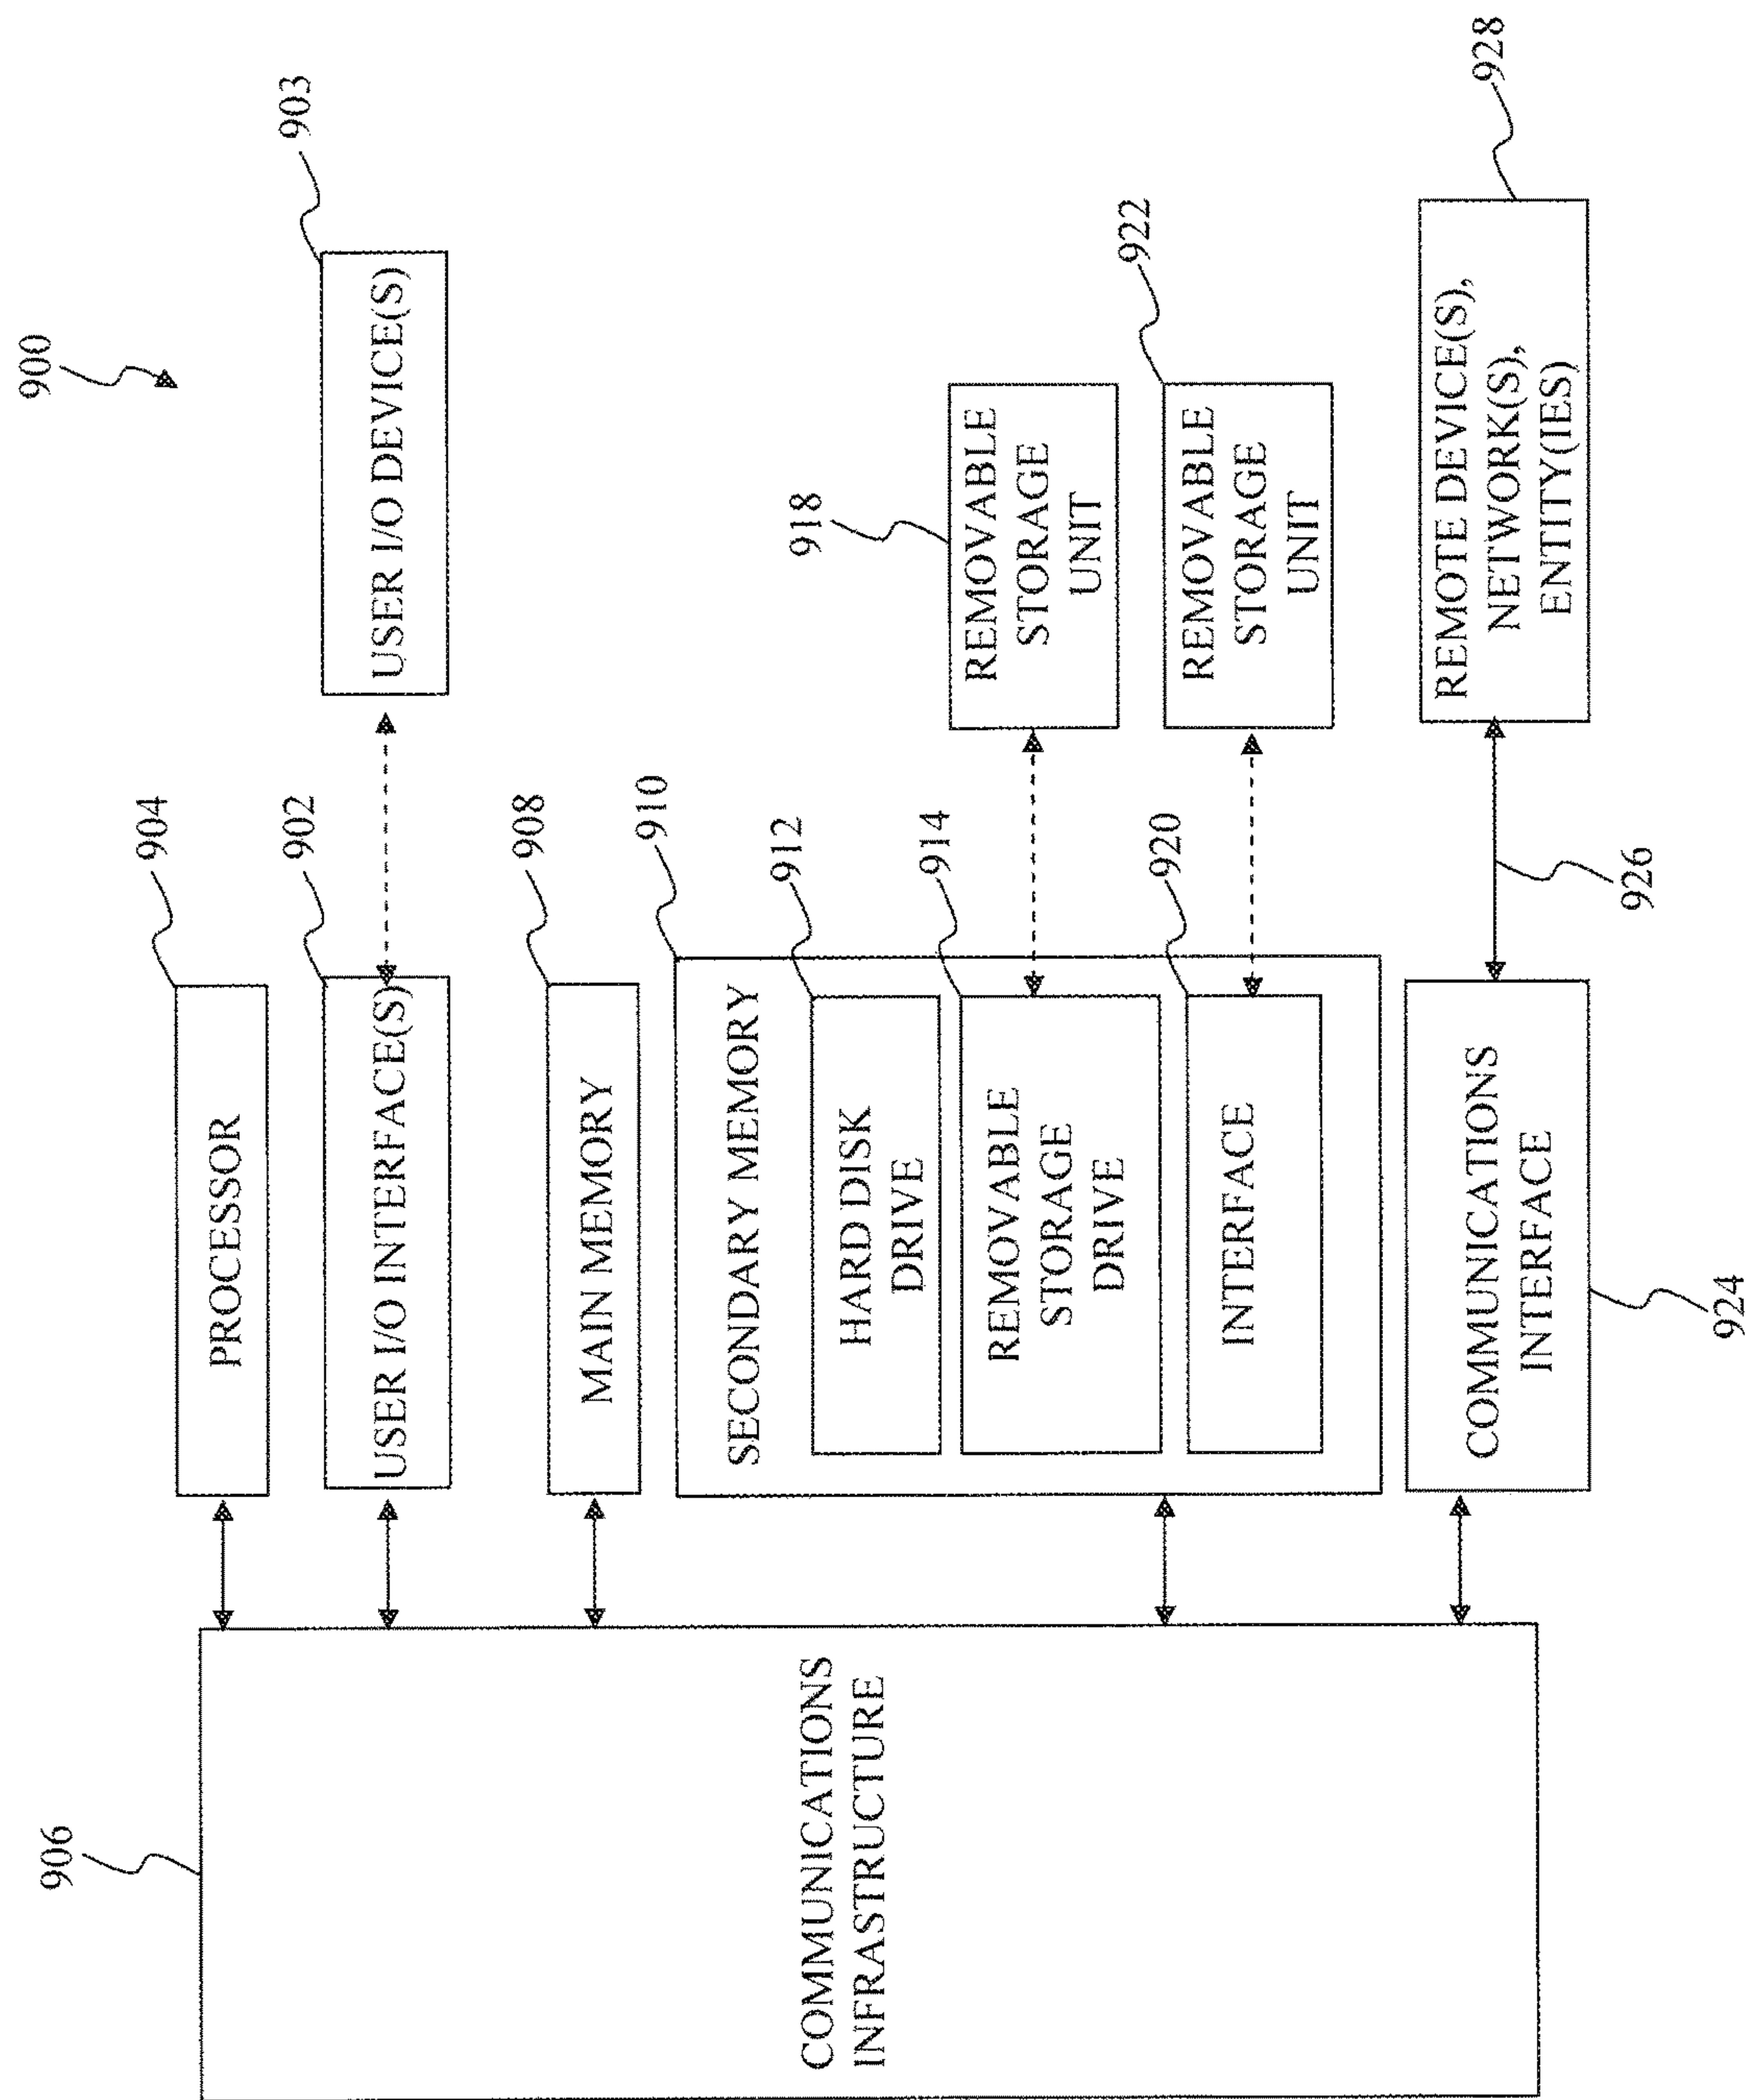 900
906
COMMUNICATIONS
INFRASTRUCTURE
904
PROCESSOR
902
USER I/O INTERFACE(S)
903
USER I/O DEVICE(S)
908
MAIN MEMORY
910
SECONDARY MEMORY
912
HARD DISK
DRIVE
914
REMOVABLE
STORAGE
DRIVE
918
REMOVABLE
STORAGE
UNIT
920
INTERFACE
922
REMOVABLE
STORAGE
UNIT
924
COMMUNICATIONS
INTERFACE
926
928
REMOTE DEVICE(S),
NETWORK(S),
ENTITY(IES)